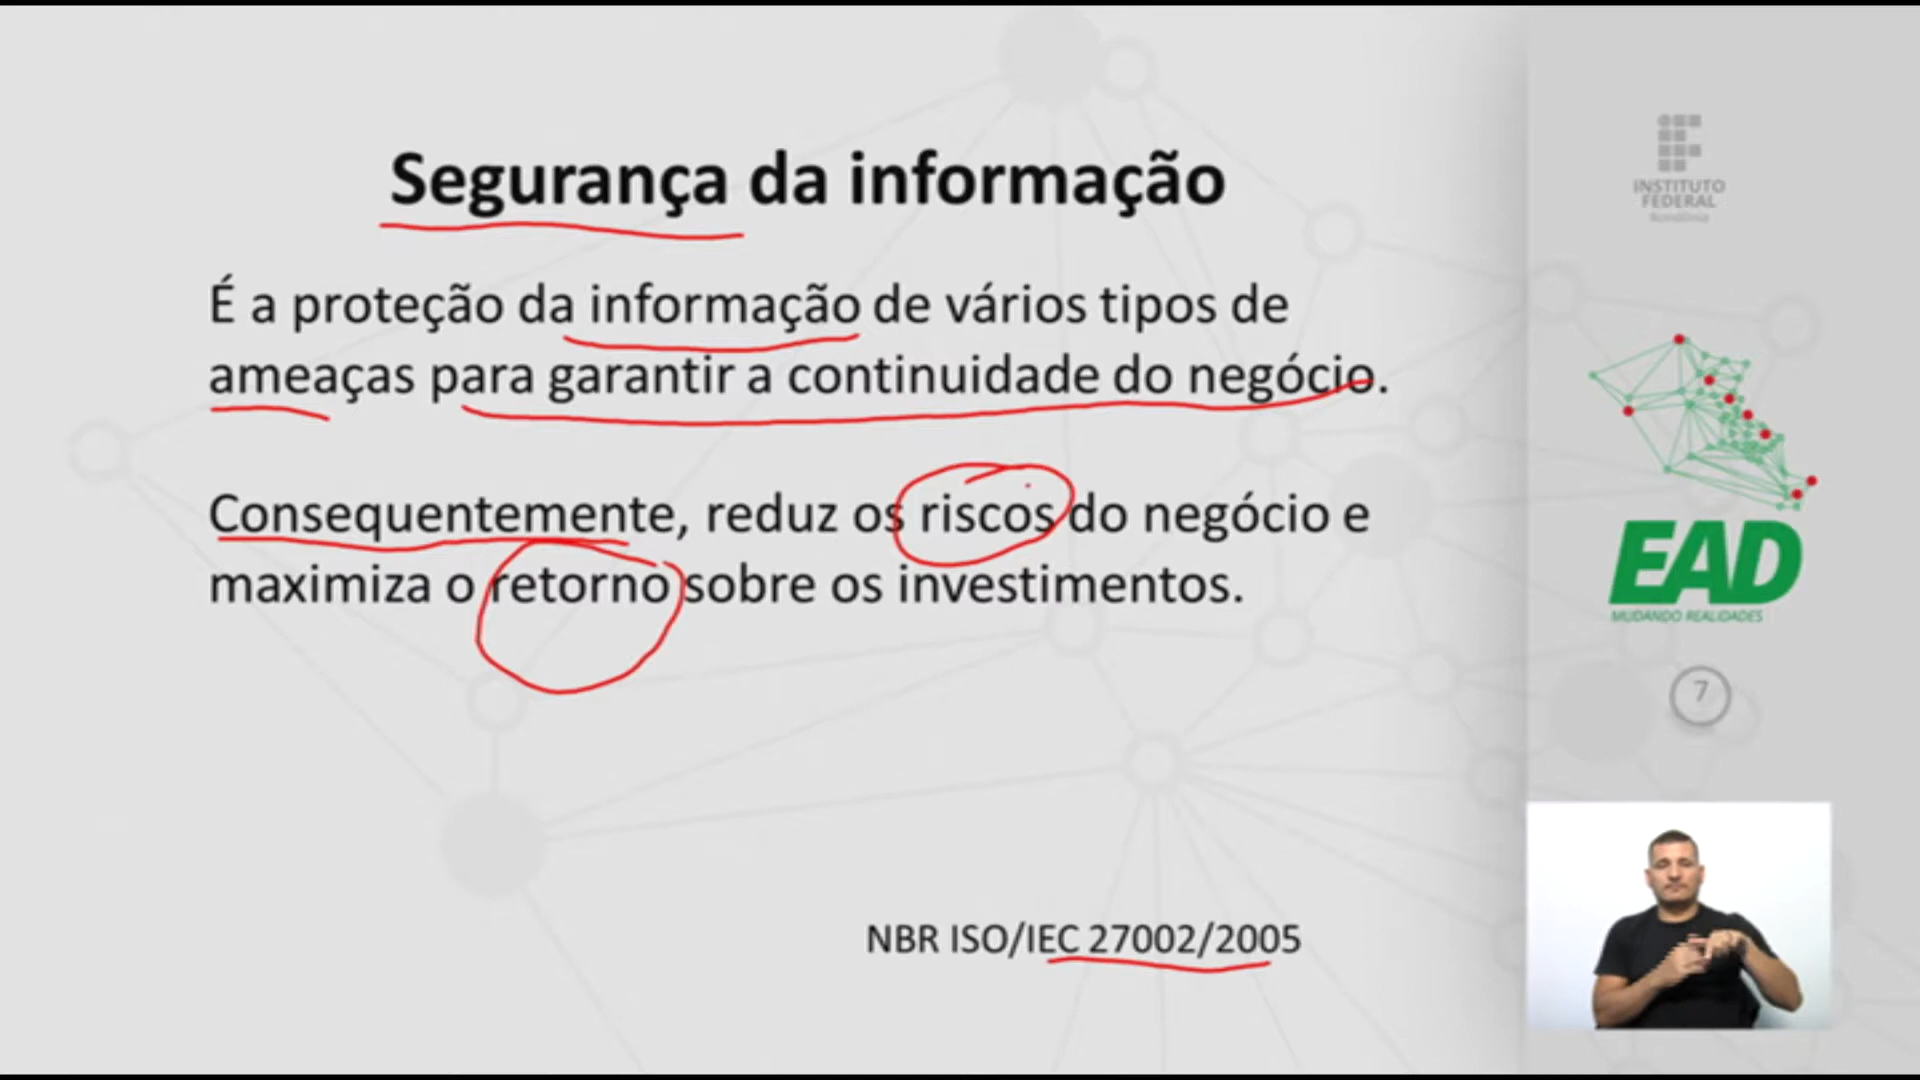 Segurança da informação
É a proteção da informação de vários tipos de
ameaças para garantir a continuidade do negócio.
Consequentemente, reduz os riscos do negócio e
maximiza o retorno sobre os investimentos.
NBR ISO/IEC 27002/2005
INSTITUTO
FEDERAL
Rondônia
EAD
MUDANDO REALIDADES
7